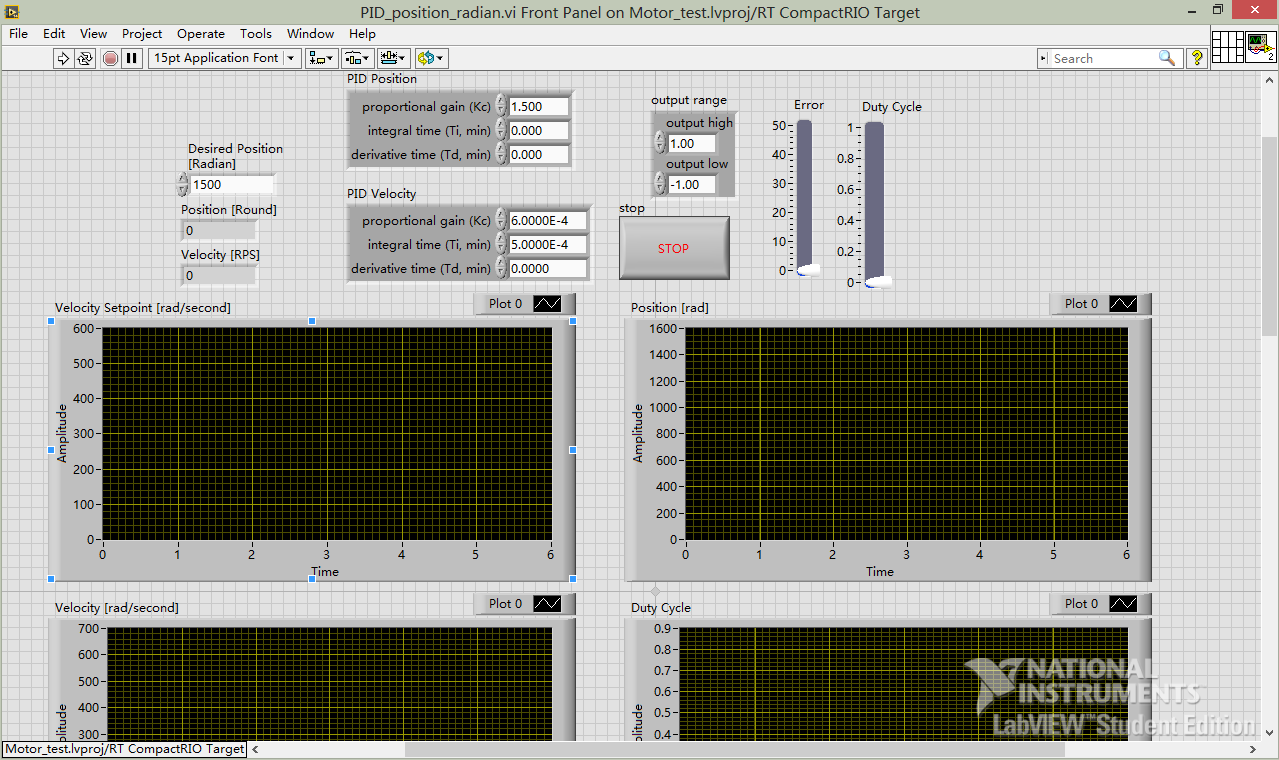 PID_position_radian.vi Front Panel on Motor_test.lvproj/RT CompactRIO Target
File Edit View Project Operate Tools Window Help
15pt Application Font
Search
2
PID Position
proportional gain (Kc) 1.500
integral time (Ti, min) 0.000
derivative time (Td, min) 0.000
Desired Position
[Radian]
1500
Position [Round]
0
Velocity [RPS]
0
PID Velocity
proportional gain (Kc) 6.0000E-4
integral time (Ti, min) 5.0000E-4
derivative time (Td, min) 0.0000
output range
output high
1.00
output low
-1.00
stop
STOP
Error
50
40
30
20
10
0
Duty Cycle
1
0.8
0.6
0.4
0.2
0
Velocity Setpoint [rad/second]
Plot 0
Amplitude
600
500
400
300
200
100
0
0 1 2 3 4 5 6
Time
Position [rad]
Plot 0
Amplitude
1600
1400
1200
1000
800
600
400
200
0
0 1 2 3 4 5 6
Time
Velocity [rad/second]
Plot 0
700
600
500
400
300
Duty Cycle
Plot 0
0.9
0.8
0.7
0.6
0.5
0.4
NATIONAL
INSTRUMENTS
LabVIEW™ Student Edition
Motor_test.lvproj/RT CompactRIO Target